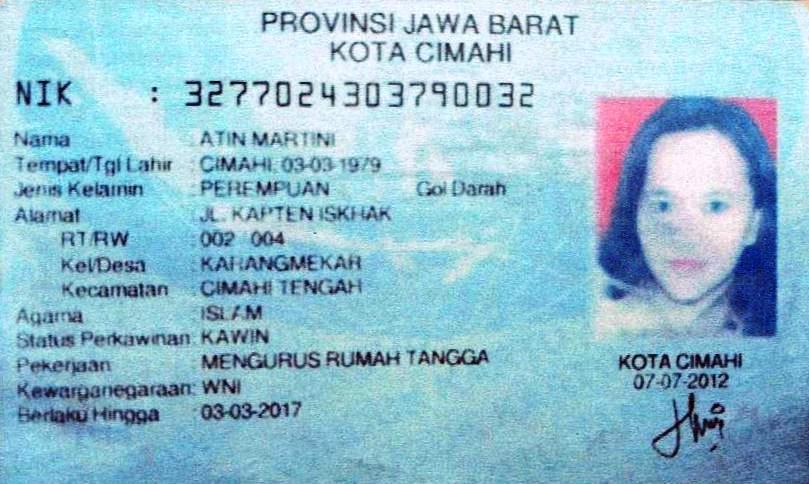 PROVINSI JAWA BARAT
KOTA CIMAHI
NIK : 3277024303790032
Nama : ATIN MARTINI
Tempat/Tgl Lahir : CIMAHI, 03-03-1979
Jenis Kelamin : PEREMPUAN Gol Darah : -
Alamat : JL. KAPTEN ISKHAK
RT/RW : 002 004
Kel/Desa : KARANGMEKAR
Kecamatan : CIMAHI TENGAH
Agama : ISLAM
Status Perkawinan: KAWIN
Pekerjaan : MENGURUS RUMAH TANGGA
Kewarganegaraan: WNI
Berlaku Hingga : 03-03-2017
KOTA CIMAHI
07-07-2012